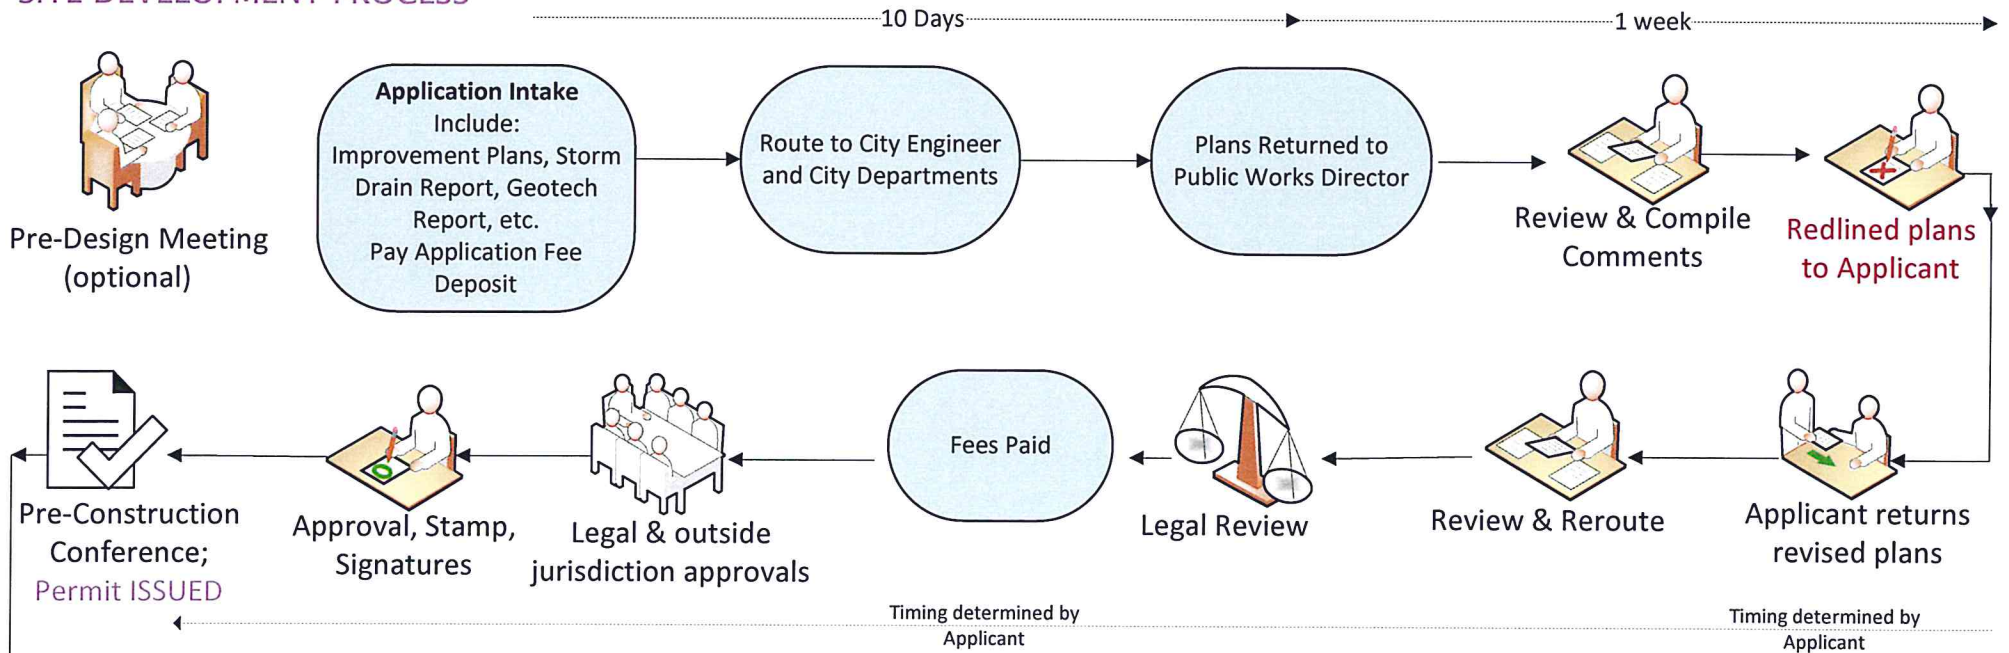 SITE DEVELOPMENT PROCESS
10 Days
1 week
Pre-Design Meeting
(optional)
Application Intake
Include:
Improvement Plans, Storm
Drain Report, Geotech
Report, etc.
Pay Application Fee
Deposit
Route to City Engineer
and City Departments
Plans Returned to
Public Works Director
Review & Compile
Comments
Redlined plans
to Applicant
Applicant returns
revised plans
Review & Reroute
Legal Review
Fees Paid
Legal & outside
jurisdiction approvals
Approval, Stamp,
Signatures
Pre-Construction
Conference;
Permit ISSUED
Timing determined by
Applicant
Timing determined by
Applicant